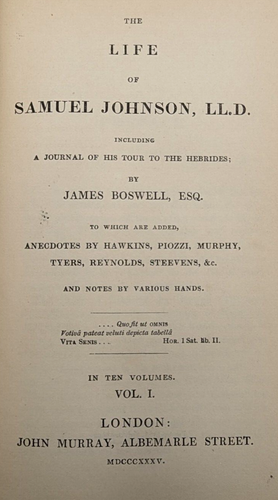 THE
LIFE
OF
SAMUEL JOHNSON, LL.D.
INCLUDING
A JOURNAL OF HIS TOUR TO THE HEBRIDES;
BY
JAMES BOSWELL, ESQ.
TO WHICH ARE ADDED,
ANECDOTES BY HAWKINS, PIOZZI, MURPHY,
TYERS, REYNOLDS, STEEVENS, &c.
AND NOTES BY VARIOUS HANDS.
.... Quo fit ut OMNIS
Votivâ pateat veluti depicta tabellâ
VITA SENIS... HOR. 1 Sat. lib. II.
IN TEN VOLUMES.
VOL. I.
LONDON:
JOHN MURRAY, ALBEMARLE STREET.
MDCCCXXXV.